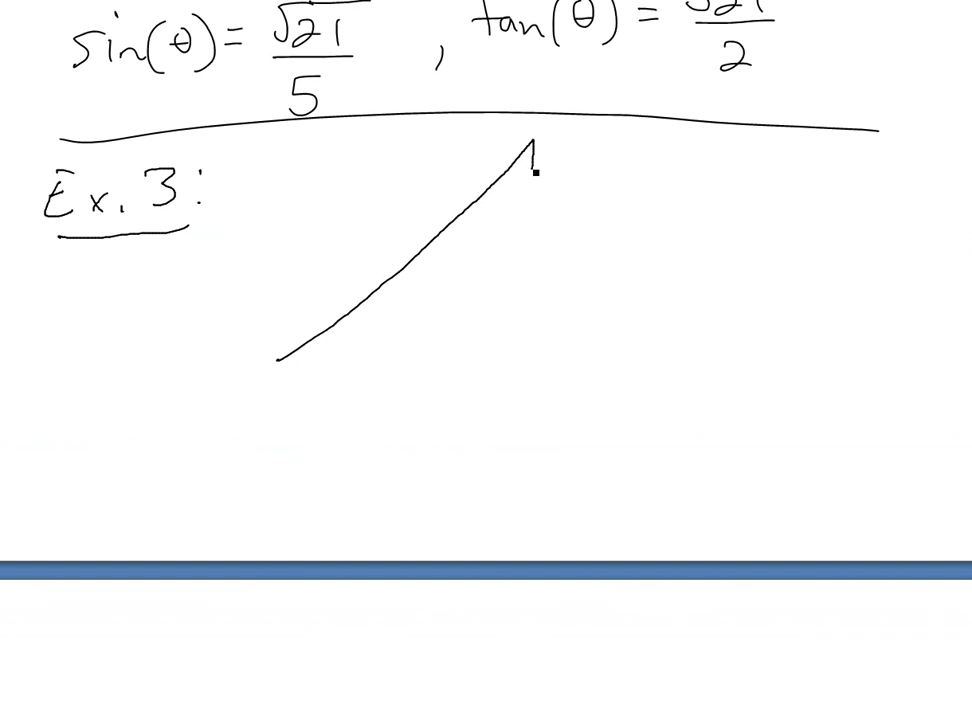 sin(θ) = √21/5 , tan(θ) = √21/2
Ex. 3: